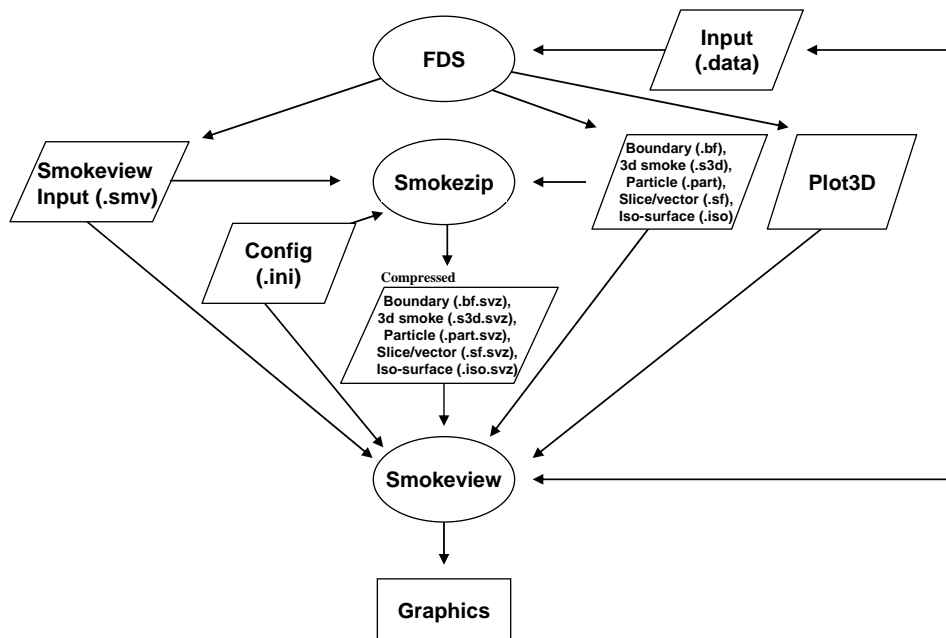 FDS
Input
(.data)
Smokeview
Input (.smv)
Smokezip
Boundary (.bf),
3d smoke (.s3d),
Particle (.part),
Slice/vector (.sf),
Iso-surface (.iso)
Plot3D
Config
(.ini)
Compressed
Boundary (.bf.svz),
3d smoke (.s3d.svz),
Particle (.part.svz),
Slice/vector (.sf.svz),
Iso-surface (.iso.svz)
Smokeview
Graphics